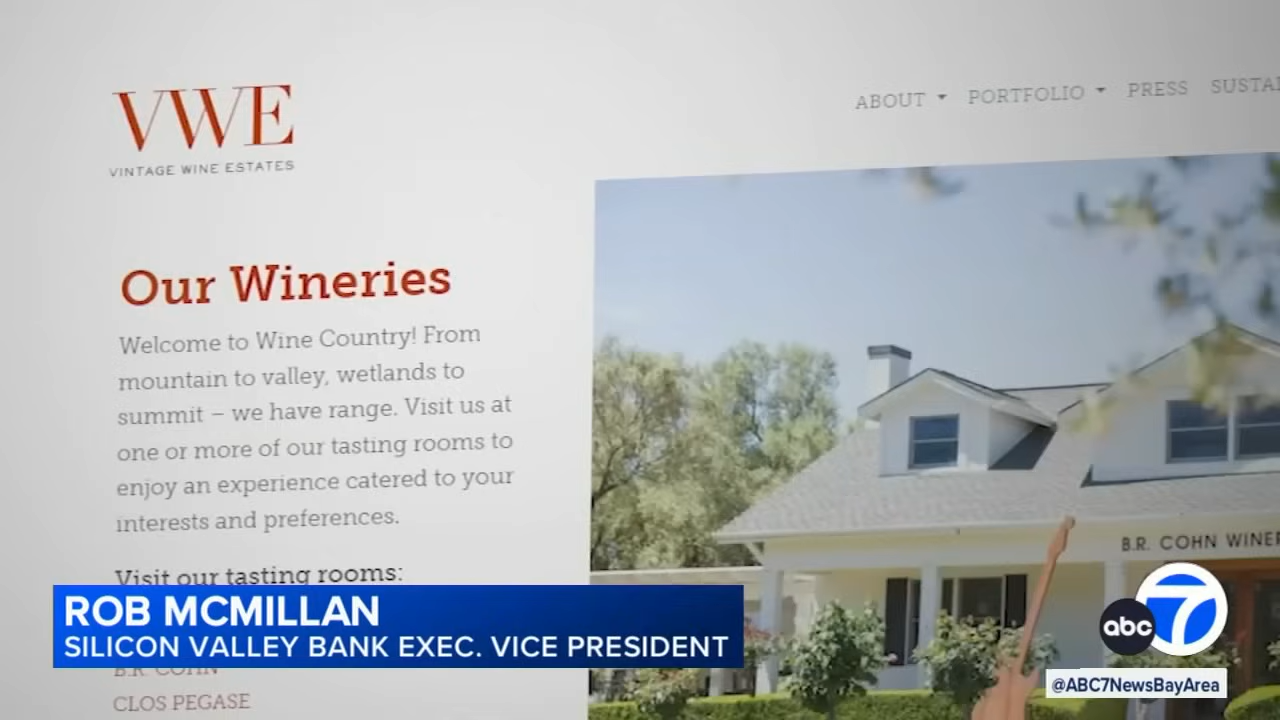 VWE
VINTAGE WINE ESTATES
ABOUT PORTFOLIO PRESS
Our Wineries
Welcome to Wine Country! From
mountain to valley, wetlands to
summit – we have range. Visit us at
one or more of our tasting rooms to
enjoy an experience catered to your
interests and preferences.
Visit our tasting rooms:
B.R. COHN
CLOS PEGASE
B.R. COHN
ROB MCMILLAN
SILICON VALLEY BANK EXEC. VICE PRESIDENT
abc 7
@ABC7NewsBayArea